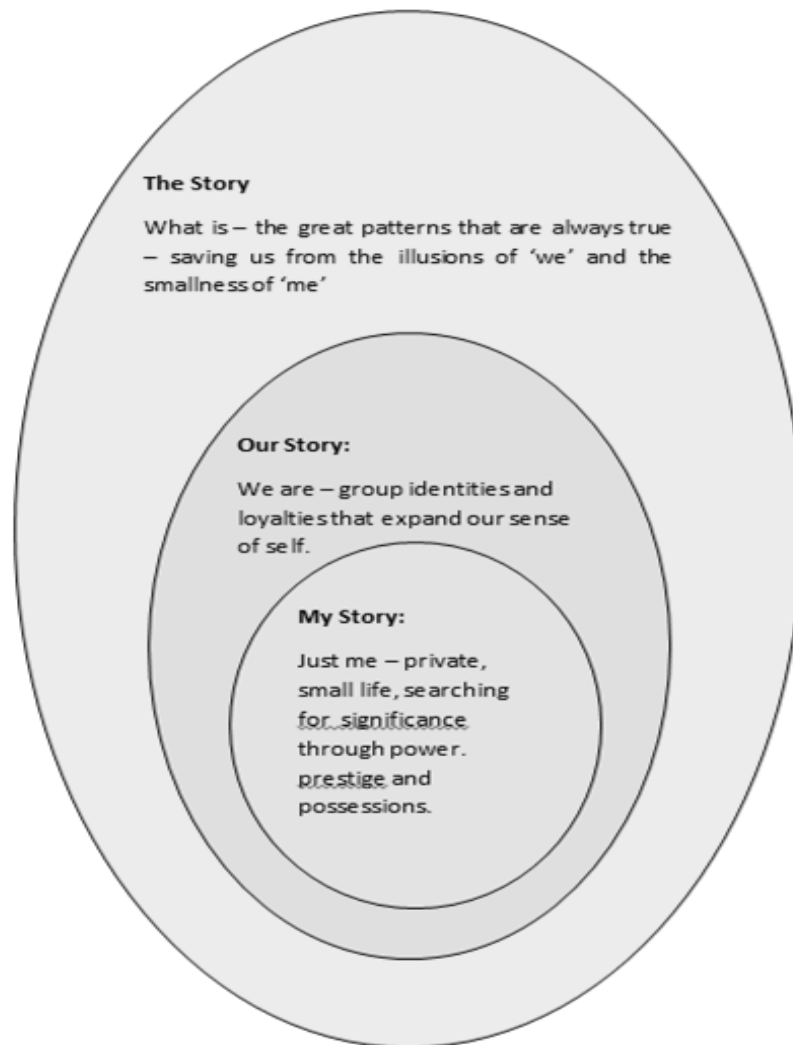 The Story
What is – the great patterns that are always true
– saving us from the illusions of ‘we’ and the
smallness of ‘me’
Our Story:
We are – group identities and
loyalties that expand our sense
of self.
My Story:
Just me – private,
small life, searching
for significance
through power.
prestige and
possessions.